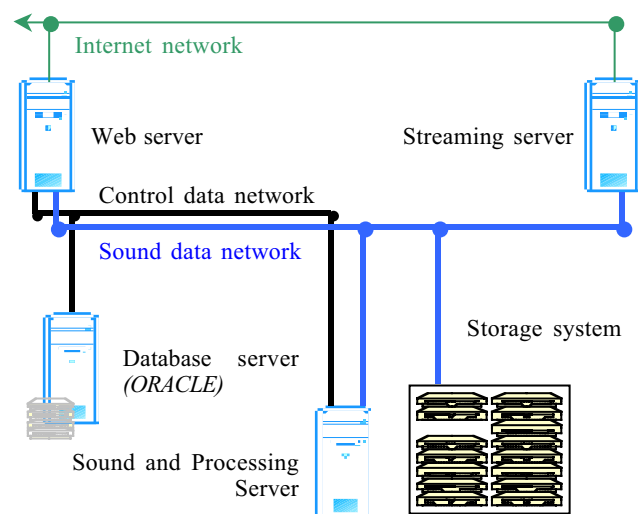 Internet network
Web server
Streaming server
Control data network
Sound data network
Storage system
Database server
(ORACLE)
Sound and Processing
Server